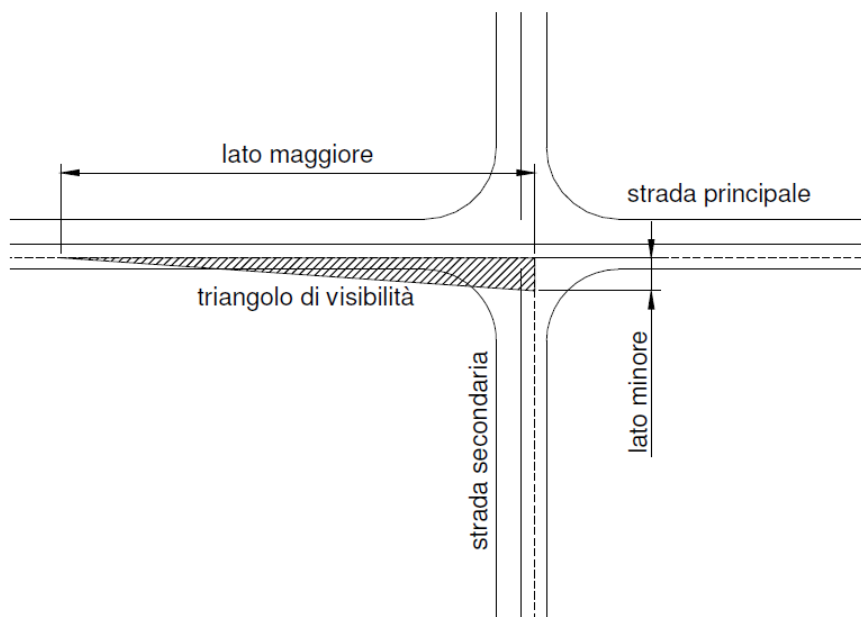 lato maggiore
strada principale
triangolo di visibilità
strada secondaria
lato minore